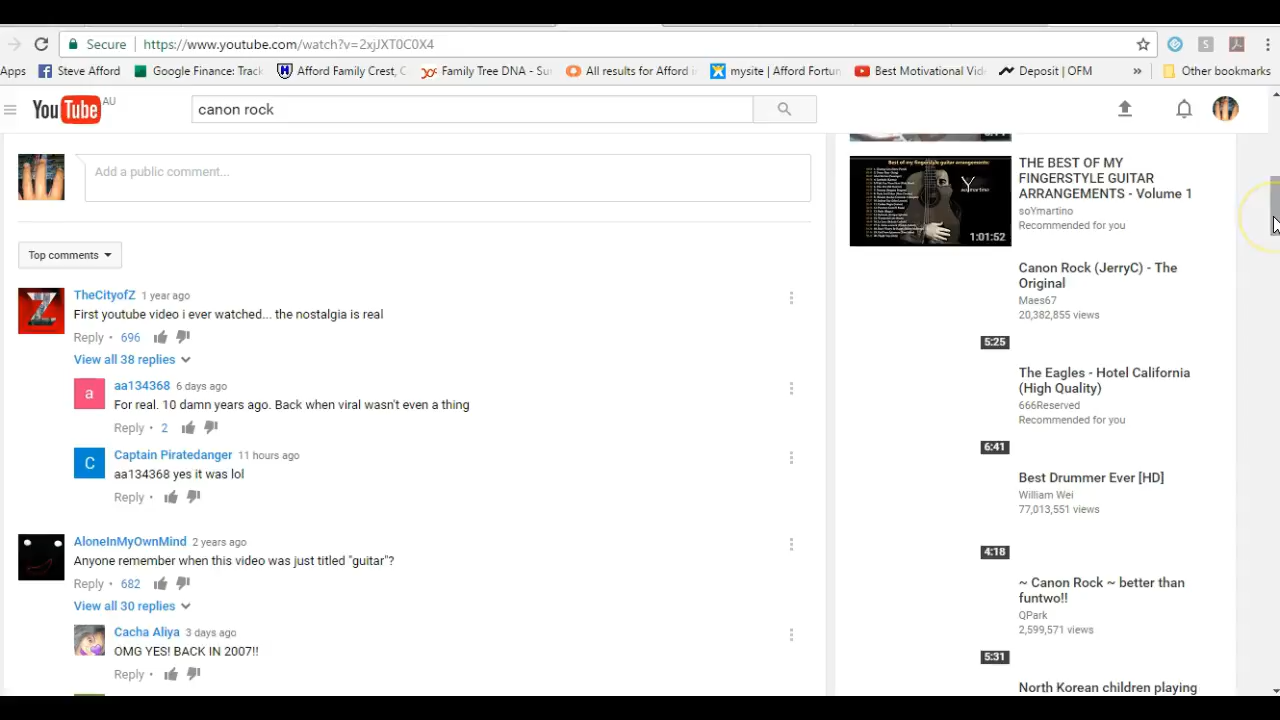 Secure https://www.youtube.com/watch?v=2xjJXT0C0X4
Apps Steve Afford Google Finance: Track Afford Family Crest, C Family Tree DNA - Su All results for Afford i mysite | Afford Fortun Best Motivational Vid Deposit | OFM » Other bookmarks
YouTube AU
canon rock
Add a public comment...
Top comments
TheCityofZ 1 year ago
First youtube video i ever watched... the nostalgia is real
Reply • 696
View all 38 replies
a
aa134368 6 days ago
For real. 10 damn years ago. Back when viral wasn't even a thing
Reply • 2
C
Captain Piratedanger 11 hours ago
aa134368 yes it was lol
Reply •
AloneInMyOwnMind 2 years ago
Anyone remember when this video was just titled "guitar"?
Reply • 682
View all 30 replies
Cacha Aliya 3 days ago
OMG YES! BACK IN 2007!!
Reply •
Best of my fingerstyle guitar arrangements:
1:01:52
THE BEST OF MY
FINGERSTYLE GUITAR
ARRANGEMENTS - Volume 1
soYmartino
Recommended for you
Canon Rock (JerryC) - The
Original
Maes67
20,382,855 views
5:25
The Eagles - Hotel California
(High Quality)
666Reserved
Recommended for you
6:41
Best Drummer Ever [HD]
William Wei
77,013,551 views
4:18
~ Canon Rock ~ better than
funtwo!!
QPark
2,599,571 views
5:31
North Korean children playing